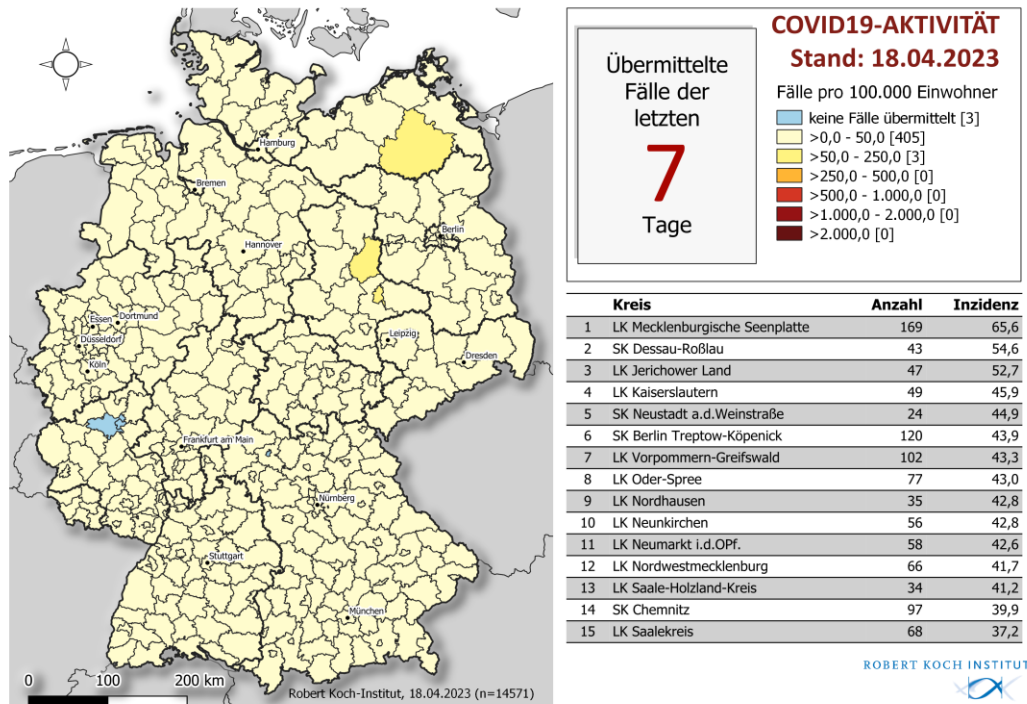 Hamburg
Bremen
Berlin
Hannover
Essen
Dortmund
Düsseldorf
Leipzig
Köln
Dresden
Frankfurt am Main
Nürnberg
Stuttgart
München
0 100 200 km
Robert Koch-Institut, 18.04.2023 (n=14571)
Übermittelte
Fälle der
letzten
7
Tage
COVID19-AKTIVITÄT
Stand: 18.04.2023
Fälle pro 100.000 Einwohner
keine Fälle übermittelt [3]
>0,0 - 50,0 [405]
>50,0 - 250,0 [3]
>250,0 - 500,0 [0]
>500,0 - 1.000,0 [0]
>1.000,0 - 2.000,0 [0]
>2.000,0 [0]
Kreis Anzahl Inzidenz
1 LK Mecklenburgische Seenplatte 169 65,6
2 SK Dessau-Roßlau 43 54,6
3 LK Jerichower Land 47 52,7
4 LK Kaiserslautern 49 45,9
5 SK Neustadt a.d.Weinstraße 24 44,9
6 SK Berlin Treptow-Köpenick 120 43,9
7 LK Vorpommern-Greifswald 102 43,3
8 LK Oder-Spree 77 43,0
9 LK Nordhausen 35 42,8
10 LK Neunkirchen 56 42,8
11 LK Neumarkt i.d.OPf. 58 42,6
12 LK Nordwestmecklenburg 66 41,7
13 LK Saale-Holzland-Kreis 34 41,2
14 SK Chemnitz 97 39,9
15 LK Saalekreis 68 37,2
ROBERT KOCH INSTITUT